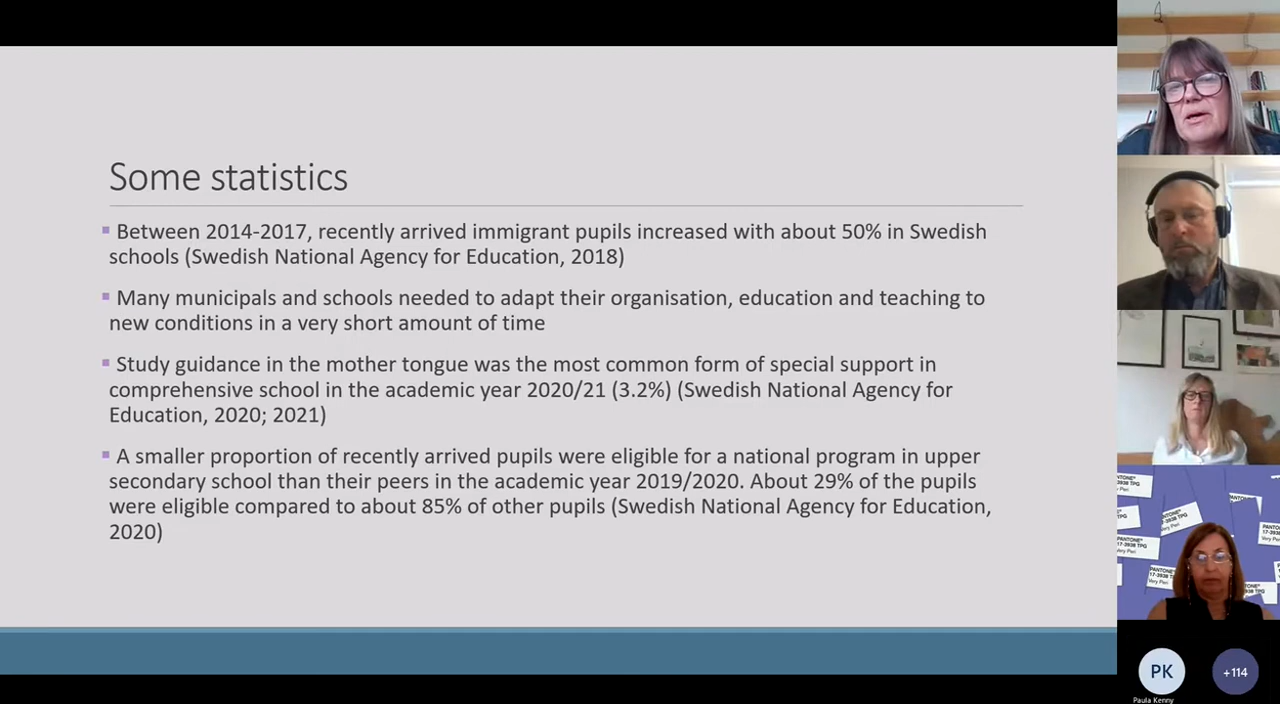 Some statistics
Between 2014-2017, recently arrived immigrant pupils increased with about 50% in Swedish
schools (Swedish National Agency for Education, 2018)
Many municipals and schools needed to adapt their organisation, education and teaching to
new conditions in a very short amount of time
Study guidance in the mother tongue was the most common form of special support in
comprehensive school in the academic year 2020/21 (3.2%) (Swedish National Agency for
Education, 2020; 2021)
A smaller proportion of recently arrived pupils were eligible for a national program in upper
secondary school than their peers in the academic year 2019/2020. About 29% of the pupils
were eligible compared to about 85% of other pupils (Swedish National Agency for Education,
2020)
PANTONE®
17-3938 TPG
Very Peri
PK
+114
Paula Kenny